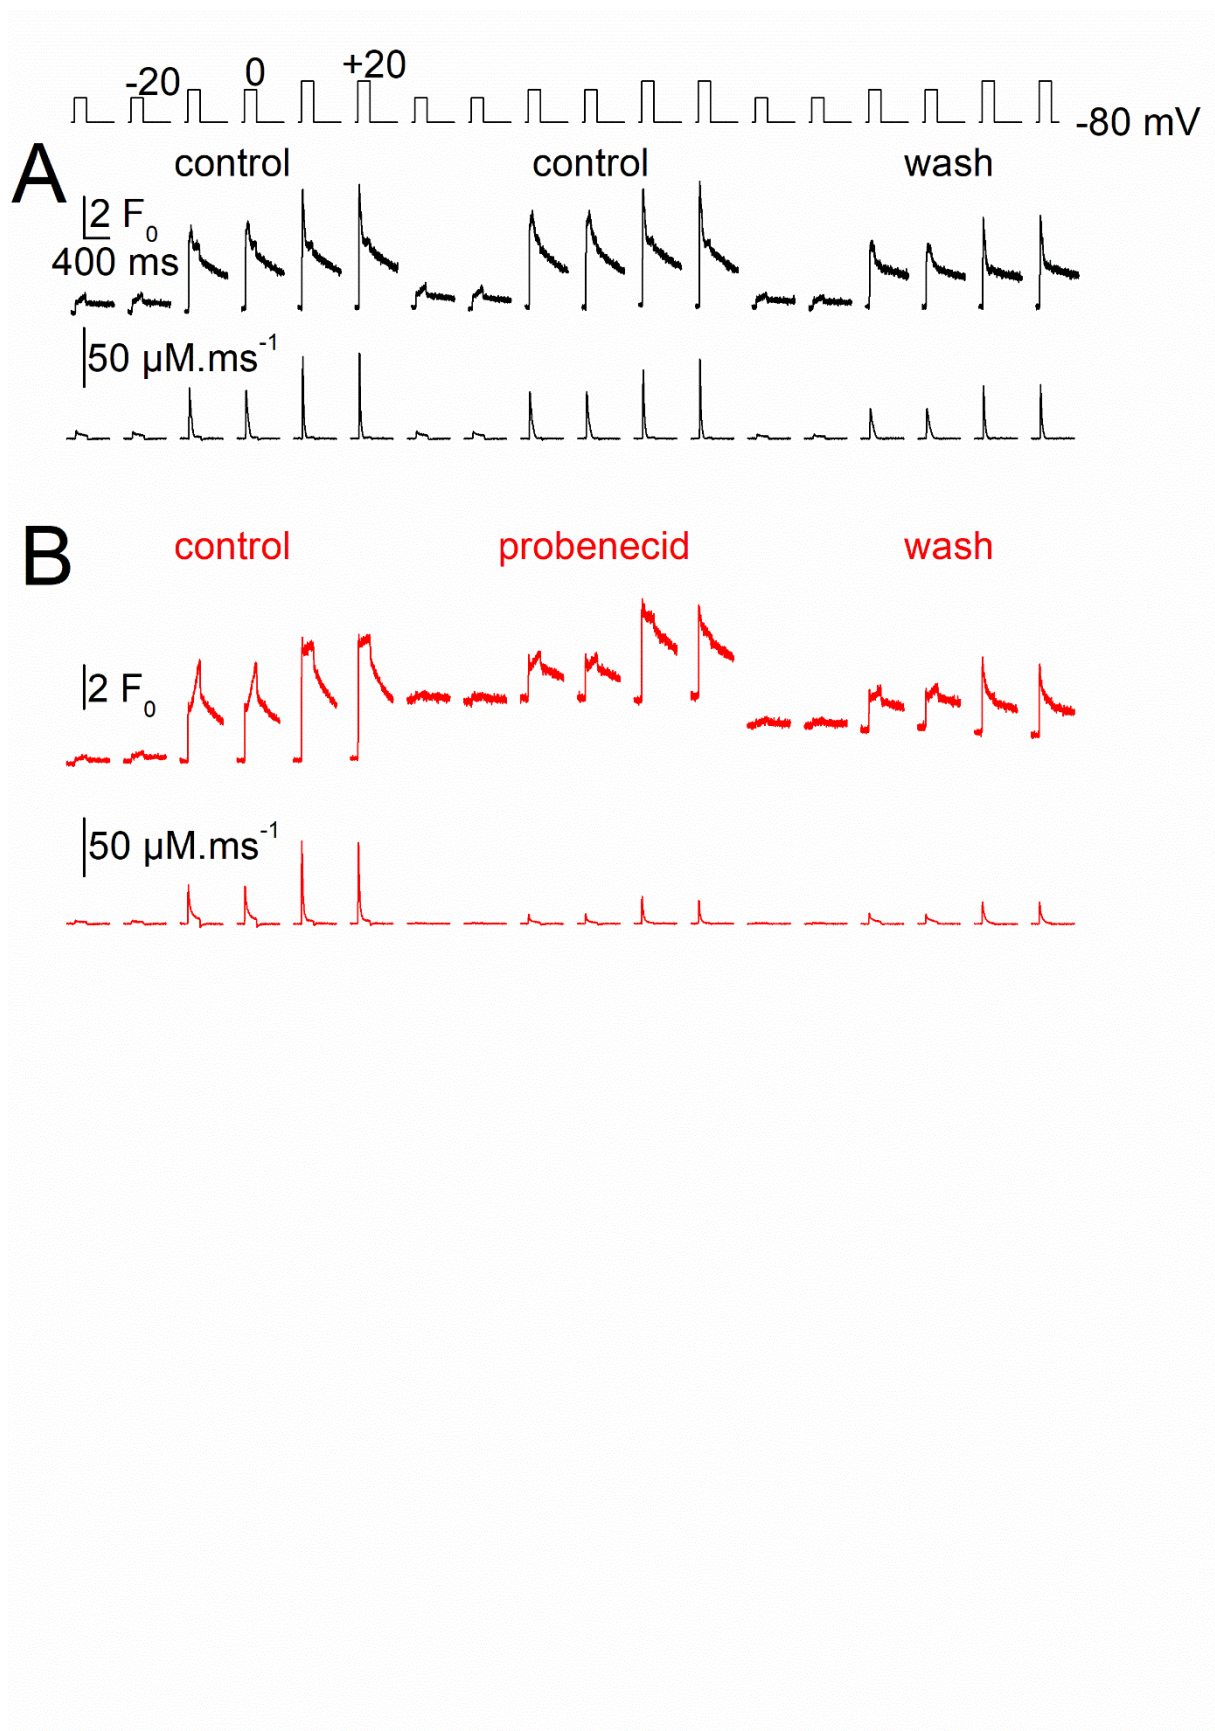 -20 0 +20
-80 mV
A control control wash
2 F0
400 ms
50 µM.ms-1
B control probenecid wash
2 F0
50 µM.ms-1